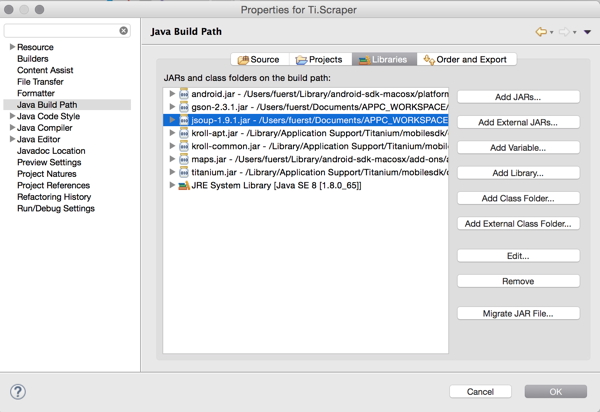 Properties for Ti.Scraper
Resource
Builders
Content Assist
File Transfer
Formatter
Java Build Path
Java Code Style
Java Compiler
Java Editor
Javadoc Location
Preview Settings
Project Natures
Project References
Refactoring History
Run/Debug Settings
Java Build Path
Source
Projects
Libraries
Order and Export
JARs and class folders on the build path:
android.jar - /Users/fuerst/Library/android-sdk-macosx/platform
gson-2.3.1.jar - /Users/fuerst/Documents/APPC_WORKSPACE/
jsoup-1.9.1.jar - /Users/fuerst/Documents/APPC_WORKSPACE
kroll-apt.jar - /Library/Application Support/Titanium/mobilesdk/
kroll-common.jar - /Library/Application Support/Titanium/mobile
maps.jar - /Users/fuerst/Library/android-sdk-macosx/add-ons/
titanium.jar - /Library/Application Support/Titanium/mobilesdk/
JRE System Library [Java SE 8 [1.8.0_65]]
Add JARs...
Add External JARs...
Add Variable...
Add Library...
Add Class Folder...
Add External Class Folder...
Edit...
Remove
Migrate JAR File...
?
Cancel
OK